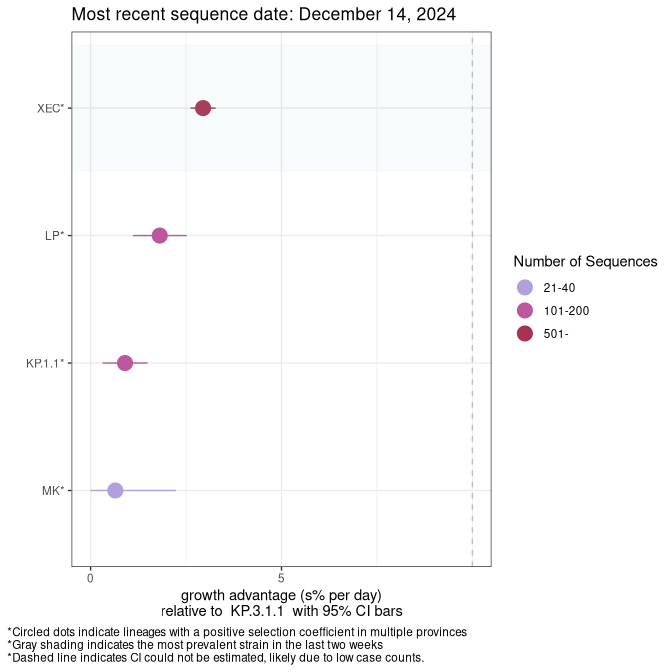 Most recent sequence date: December 14, 2024
XEC*
LP*
KP.1.1*
MK*
0 5
growth advantage (s% per day)
relative to KP.3.1.1 with 95% CI bars
Number of Sequences
21-40
101-200
501-
*Circled dots indicate lineages with a positive selection coefficient in multiple provinces
*Gray shading indicates the most prevalent strain in the last two weeks
*Dashed line indicates CI could not be estimated, likely due to low case counts.